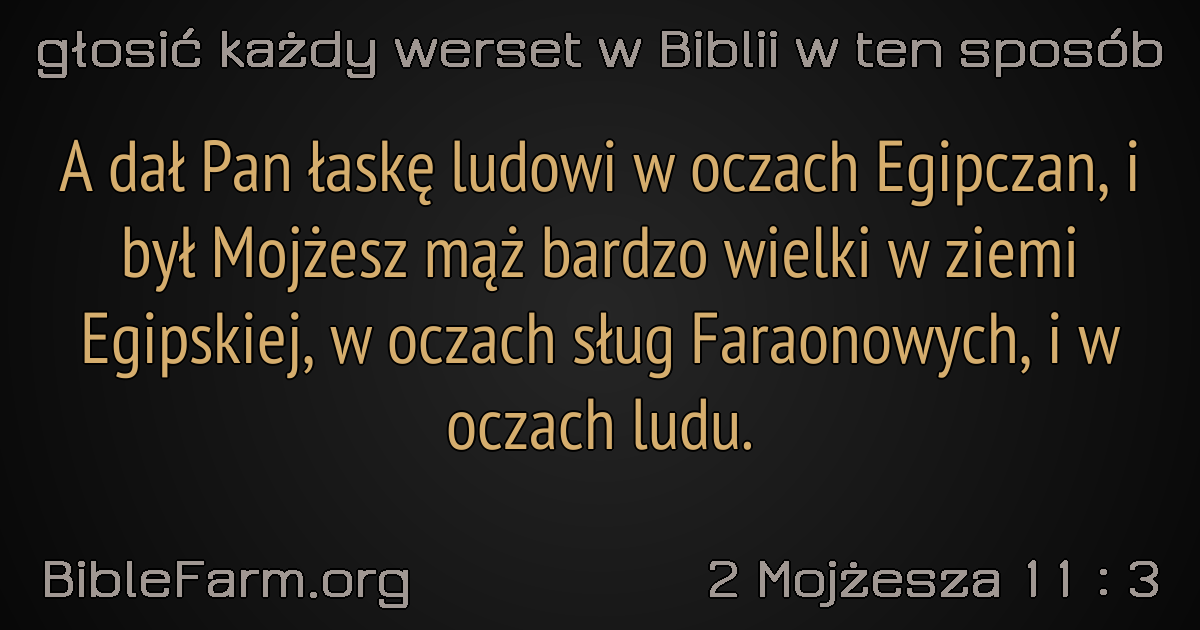 głosić każdy werset w Biblii w ten sposób
A dał Pan łaskę ludowi w oczach Egipczan, i
był Mojżesz mąż bardzo wielki w ziemi
Egipskiej, w oczach sług Faraonowych, i w
oczach ludu.
BibleFarm.org
2 Mojżesza 11 : 3